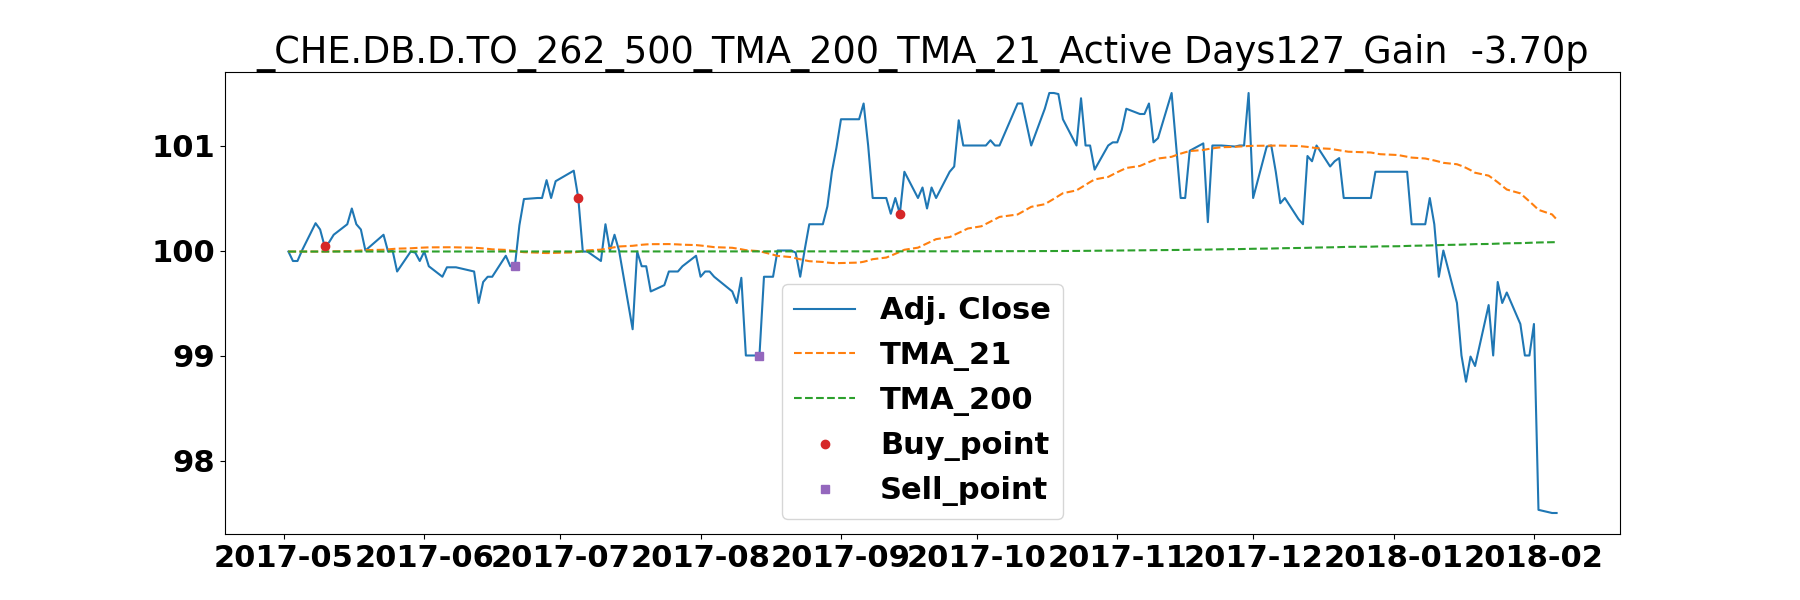 _CHE.DB.D.TO_262_500_TMA_200_TMA_21_Active Days127_Gain  -3.70p
101
100
99
98
Adj. Close
TMA_21
TMA_200
Buy_point
Sell_point
2017-05 2017-06 2017-07 2017-08 2017-09 2017-10 2017-11 2017-12 2018-01 2018-02